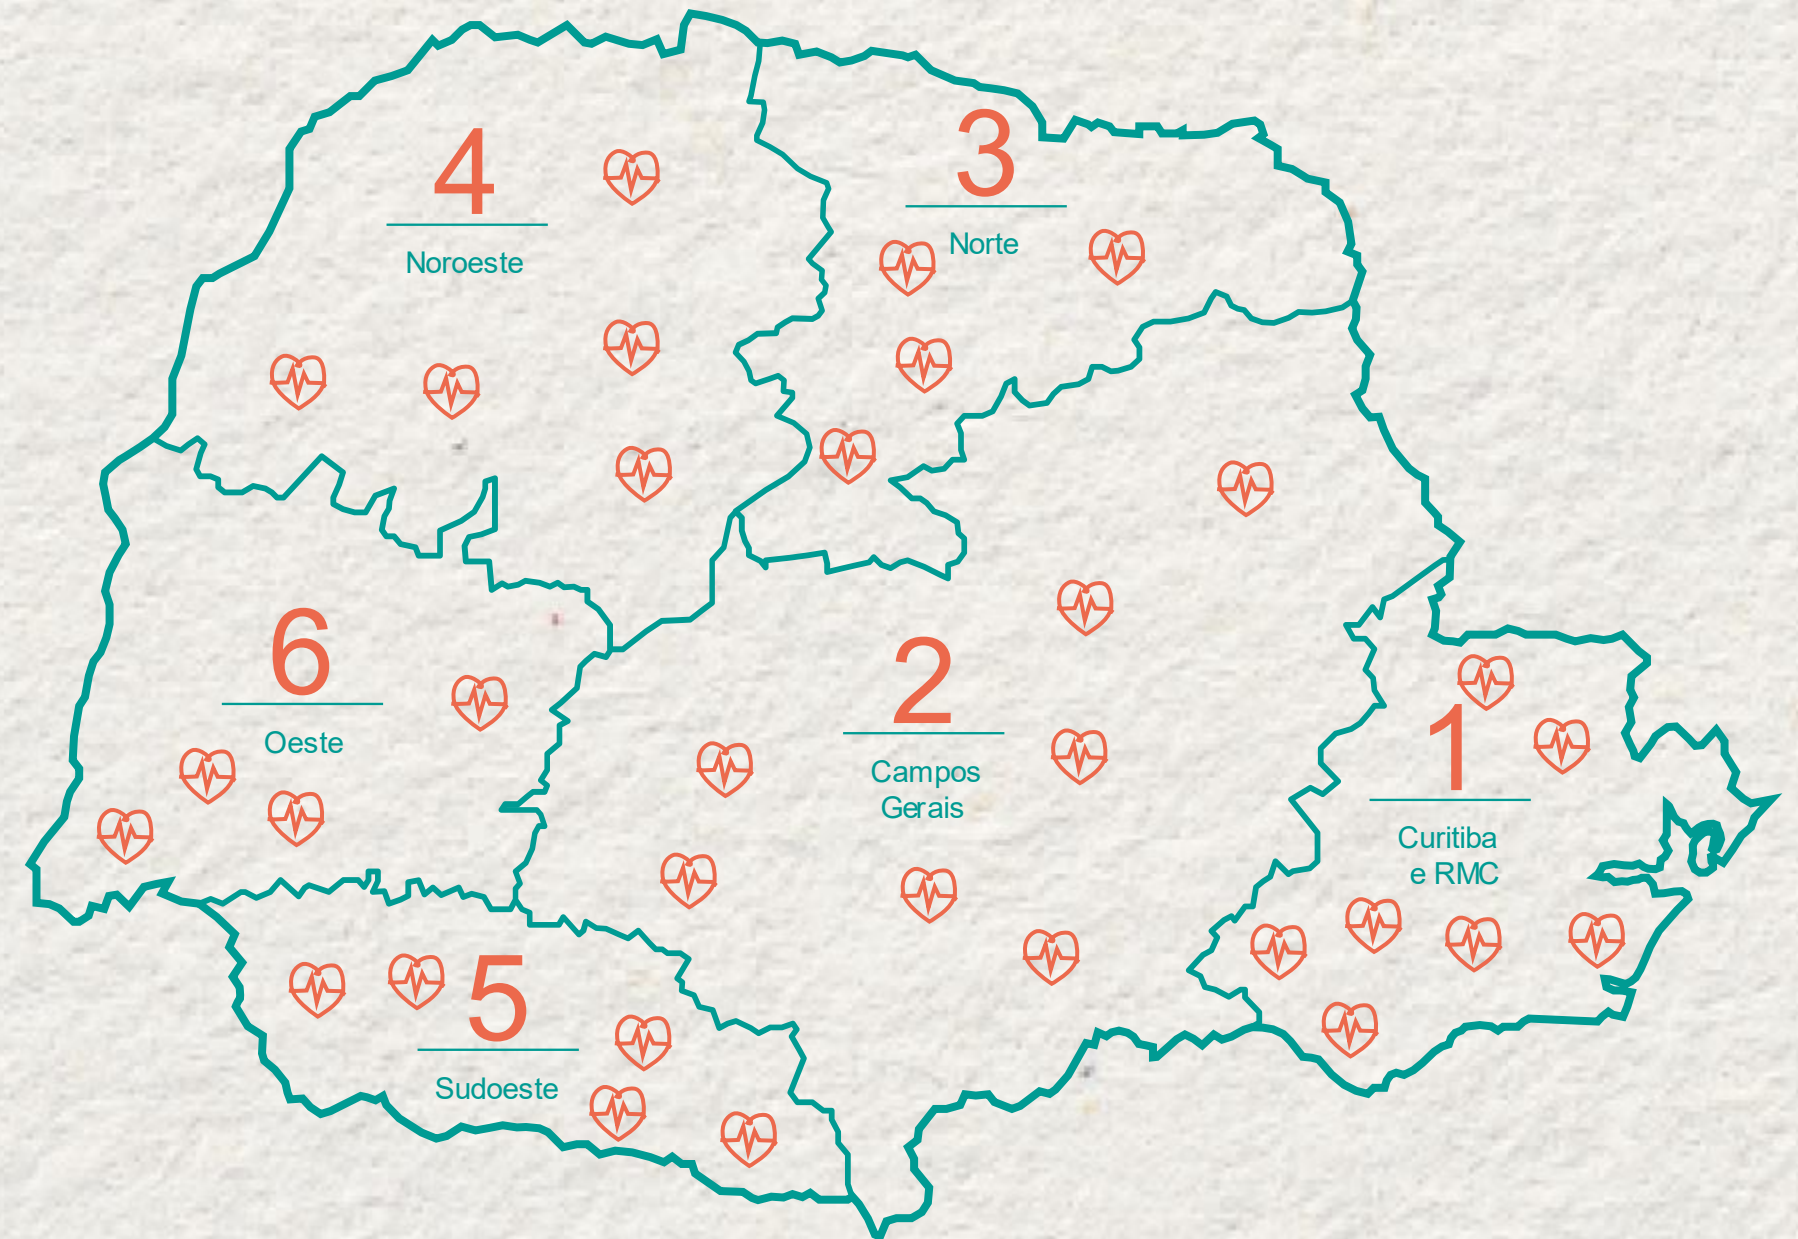 4
Noroeste
3
Norte
6
Oeste
2
Campos
Gerais
1
Curitiba
e RMC
5
Sudoeste